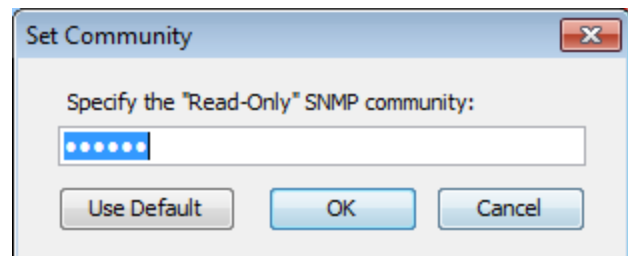 Set Community
Specify the "Read-Only" SNMP community:
••••••
Use Default OK Cancel